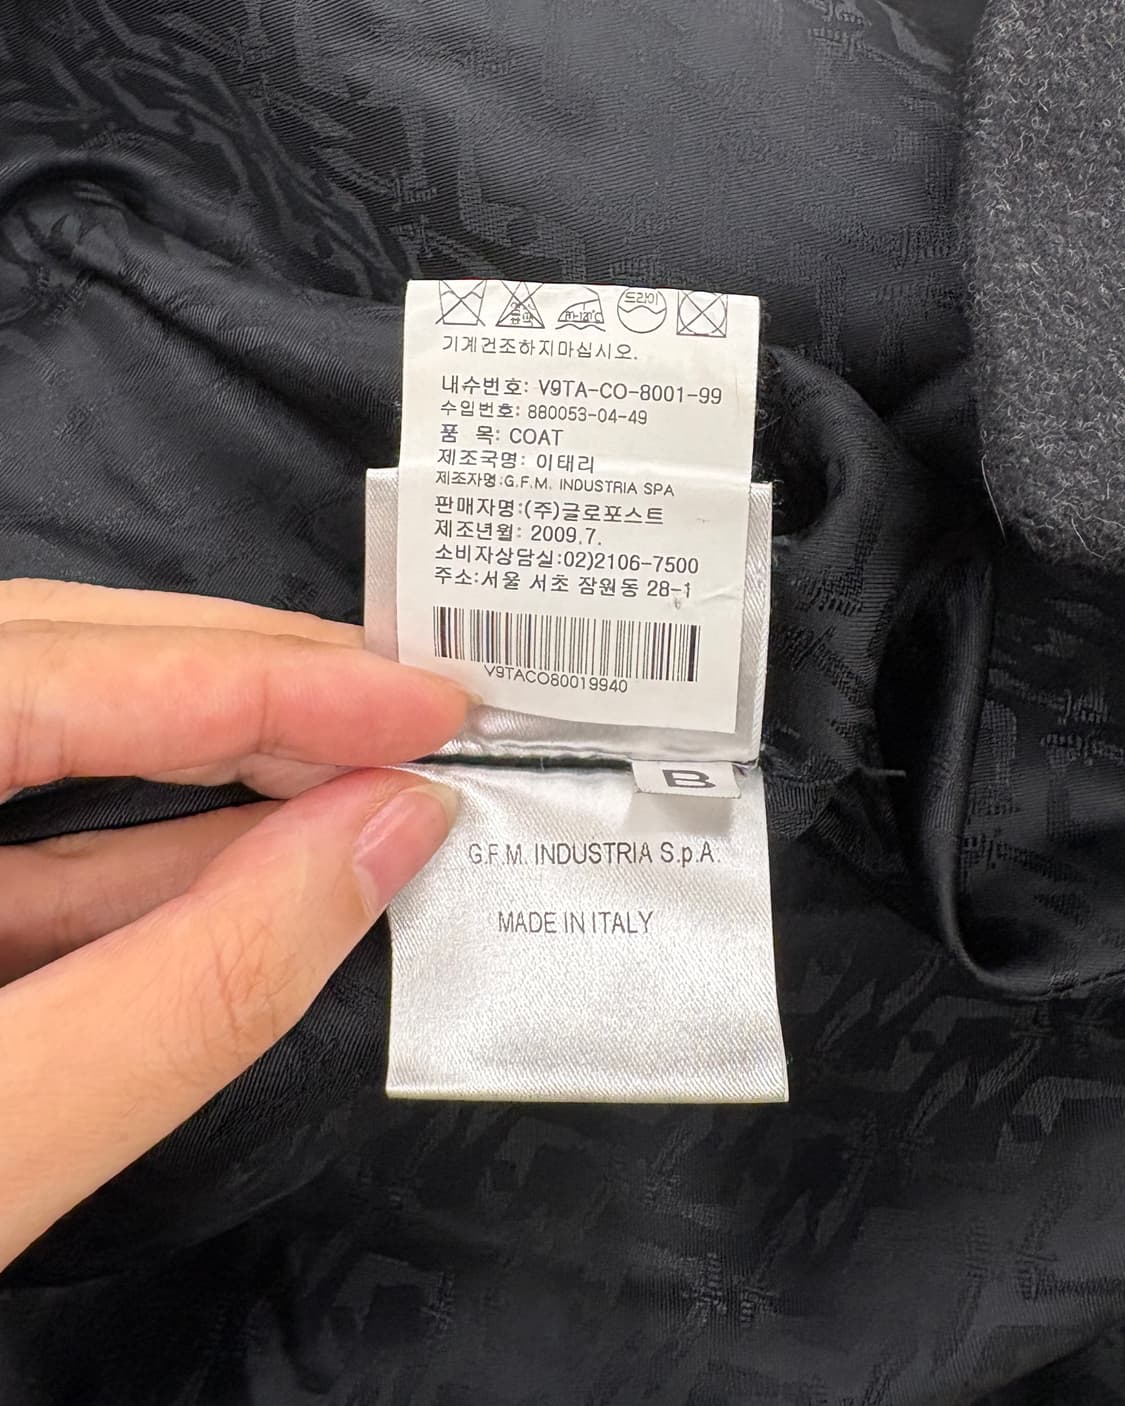 드라이
기계건조하지마십시오.
내수번호: V9TA-CO-8001-99
수입번호: 880053-04-49
품 목: COAT
제조국명: 이태리
제조자명:G.F.M. INDUSTRIA SPA
판매자명:(주)글로포스트
제조년월: 2009.7.
소비자상담실:02)2106-7500
주소:서울 서초 잠원동 28-1
V9TACO80019940
B
G.F.M. INDUSTRIA S.p.A.
MADE IN ITALY